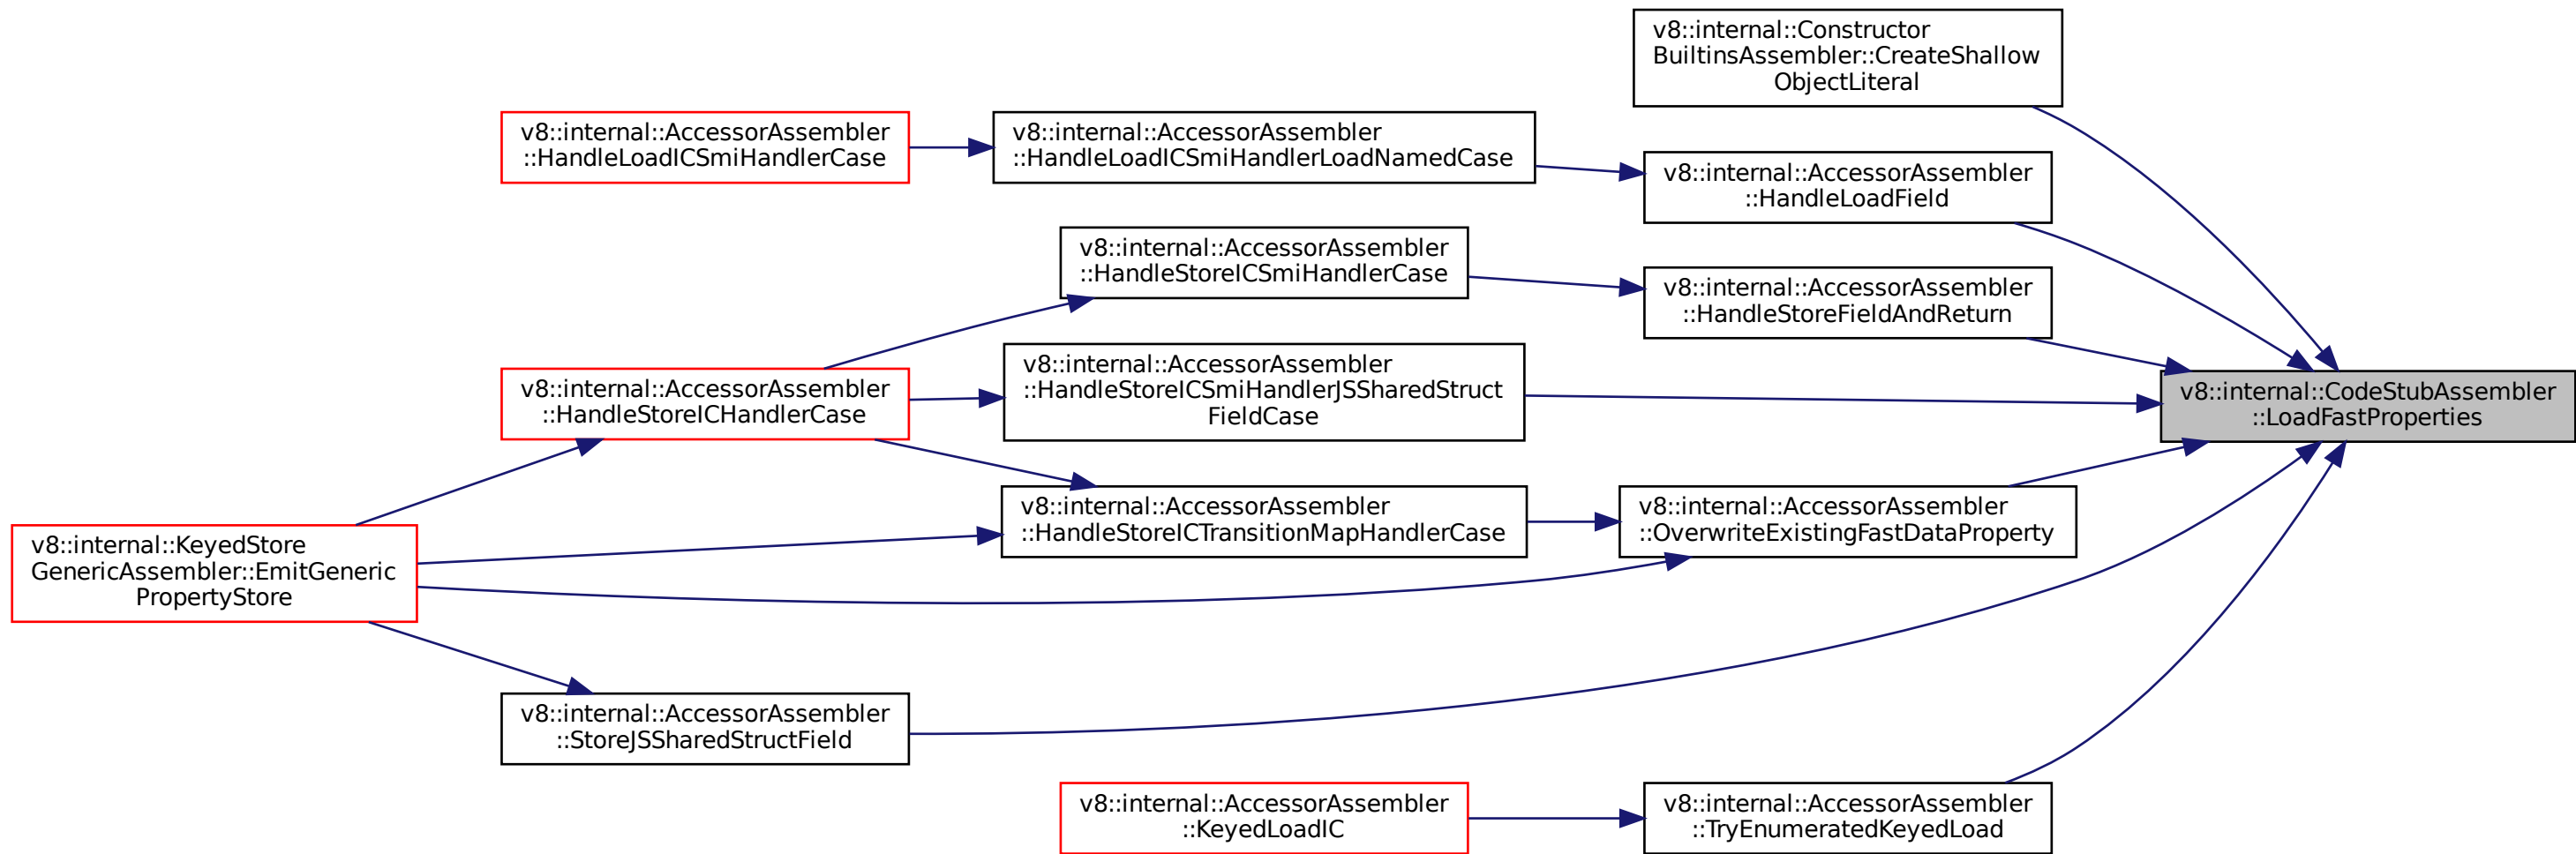 v8::internal::Constructor
BuiltinsAssembler::CreateShallow
ObjectLiteral
v8::internal::AccessorAssembler
::HandleLoadICSmiHandlerCase
v8::internal::AccessorAssembler
::HandleLoadICSmiHandlerLoadNamedCase
v8::internal::AccessorAssembler
::HandleLoadField
v8::internal::AccessorAssembler
::HandleStoreICSmiHandlerCase
v8::internal::AccessorAssembler
::HandleStoreFieldAndReturn
v8::internal::AccessorAssembler
::HandleStoreICHandlerCase
v8::internal::AccessorAssembler
::HandleStoreICSmiHandlerJSSharedStruct
FieldCase
v8::internal::CodeStubAssembler
::LoadFastProperties
v8::internal::KeyedStore
GenericAssembler::EmitGeneric
PropertyStore
v8::internal::AccessorAssembler
::HandleStoreICTransitionMapHandlerCase
v8::internal::AccessorAssembler
::OverwriteExistingFastDataProperty
v8::internal::AccessorAssembler
::StoreJSSharedStructField
v8::internal::AccessorAssembler
::KeyedLoadIC
v8::internal::AccessorAssembler
::TryEnumeratedKeyedLoad